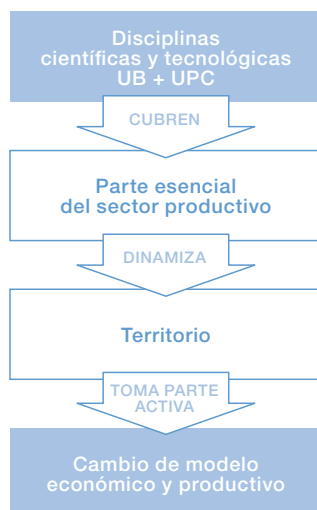 Disciplinas
científicas y tecnológicas
UB + UPC
CUBREN
Parte esencial
del sector productivo
DINAMIZA
Territorio
TOMA PARTE
ACTIVA
Cambio de modelo
económico y productivo